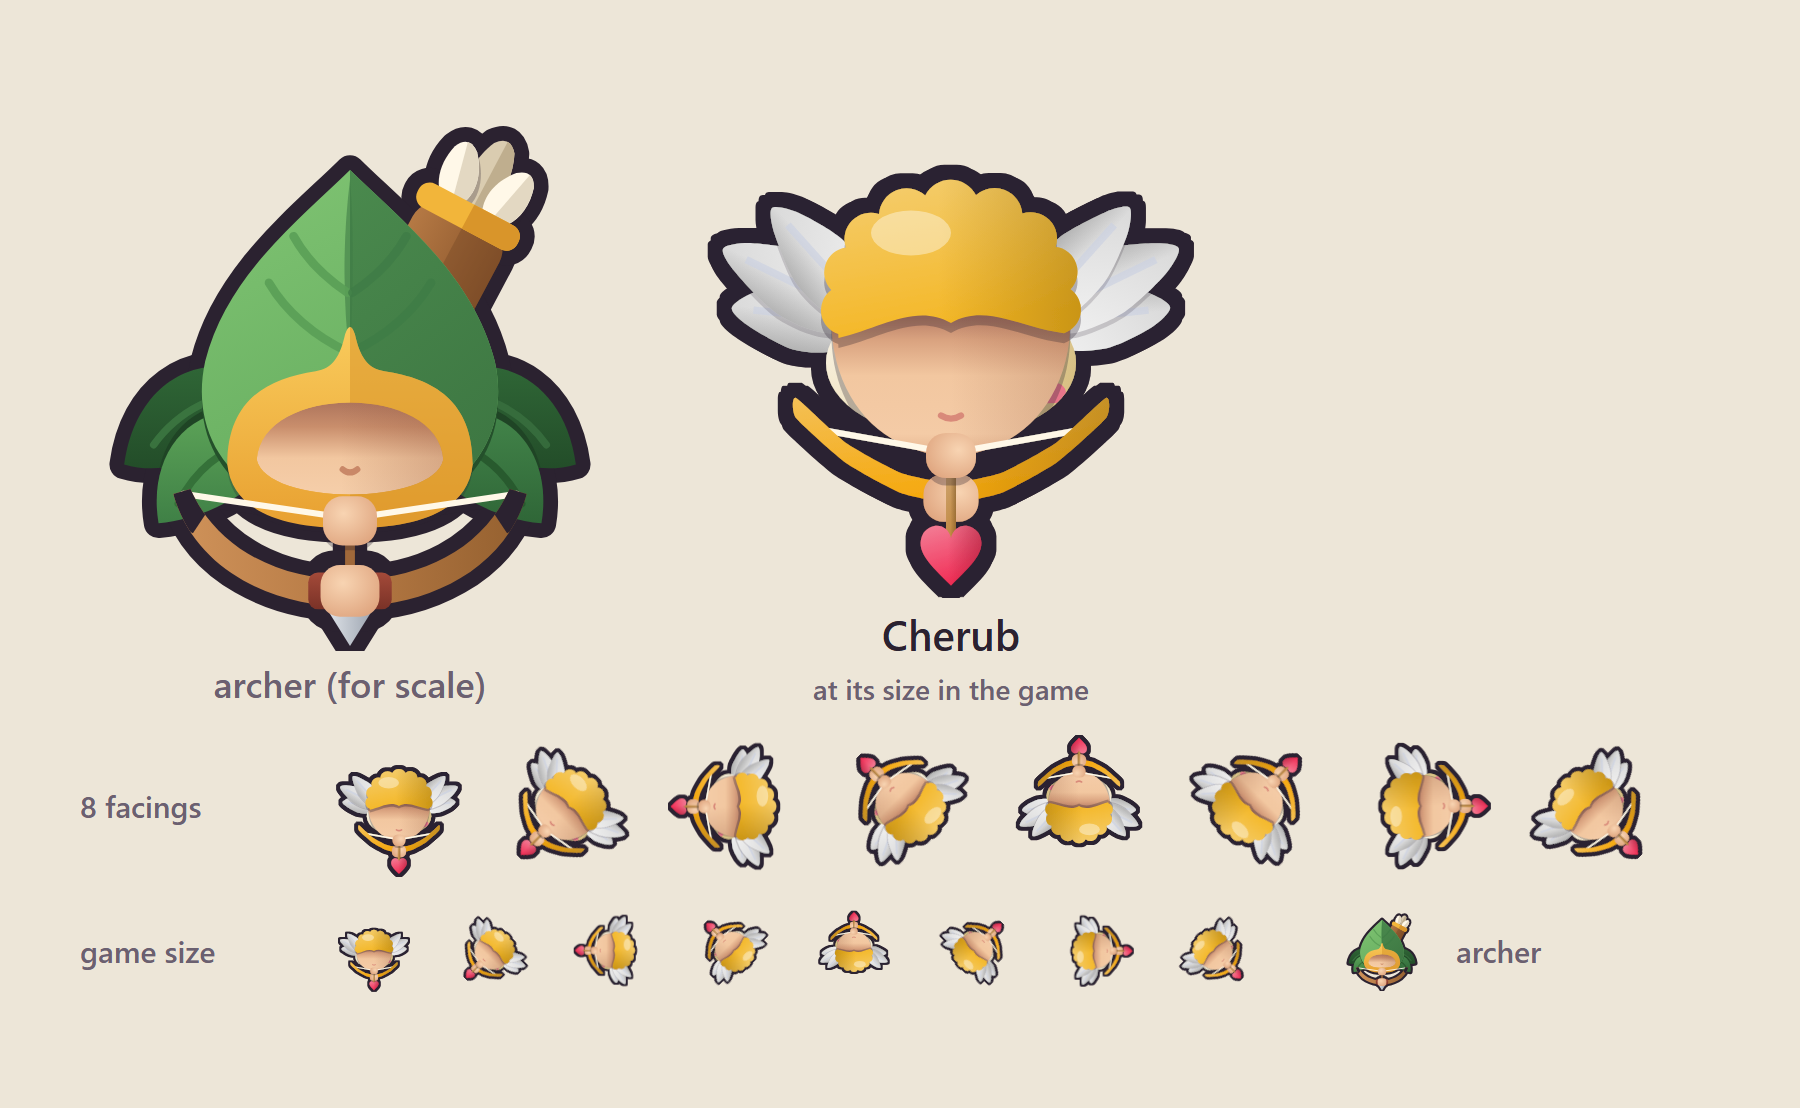 Cherub
archer (for scale)
at its size in the game
8 facings
game size
archer